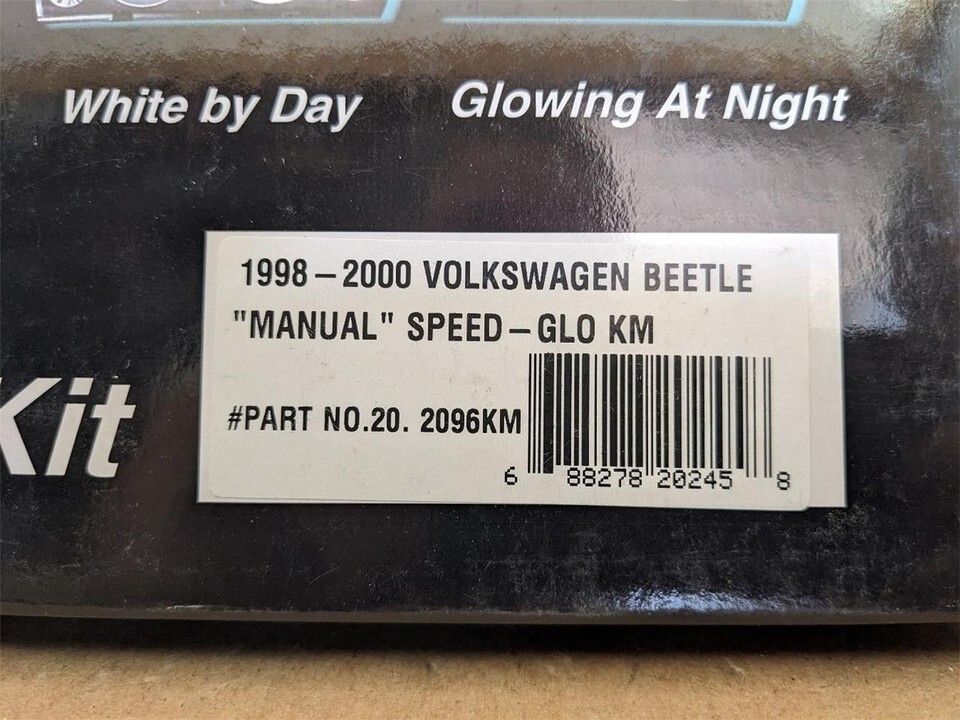 White by Day
Glowing At Night
1998–2000 VOLKSWAGEN BEETLE
"MANUAL" SPEED–GLO KM
Kit
#PART NO.20. 2096KM
6 88278 20245 8